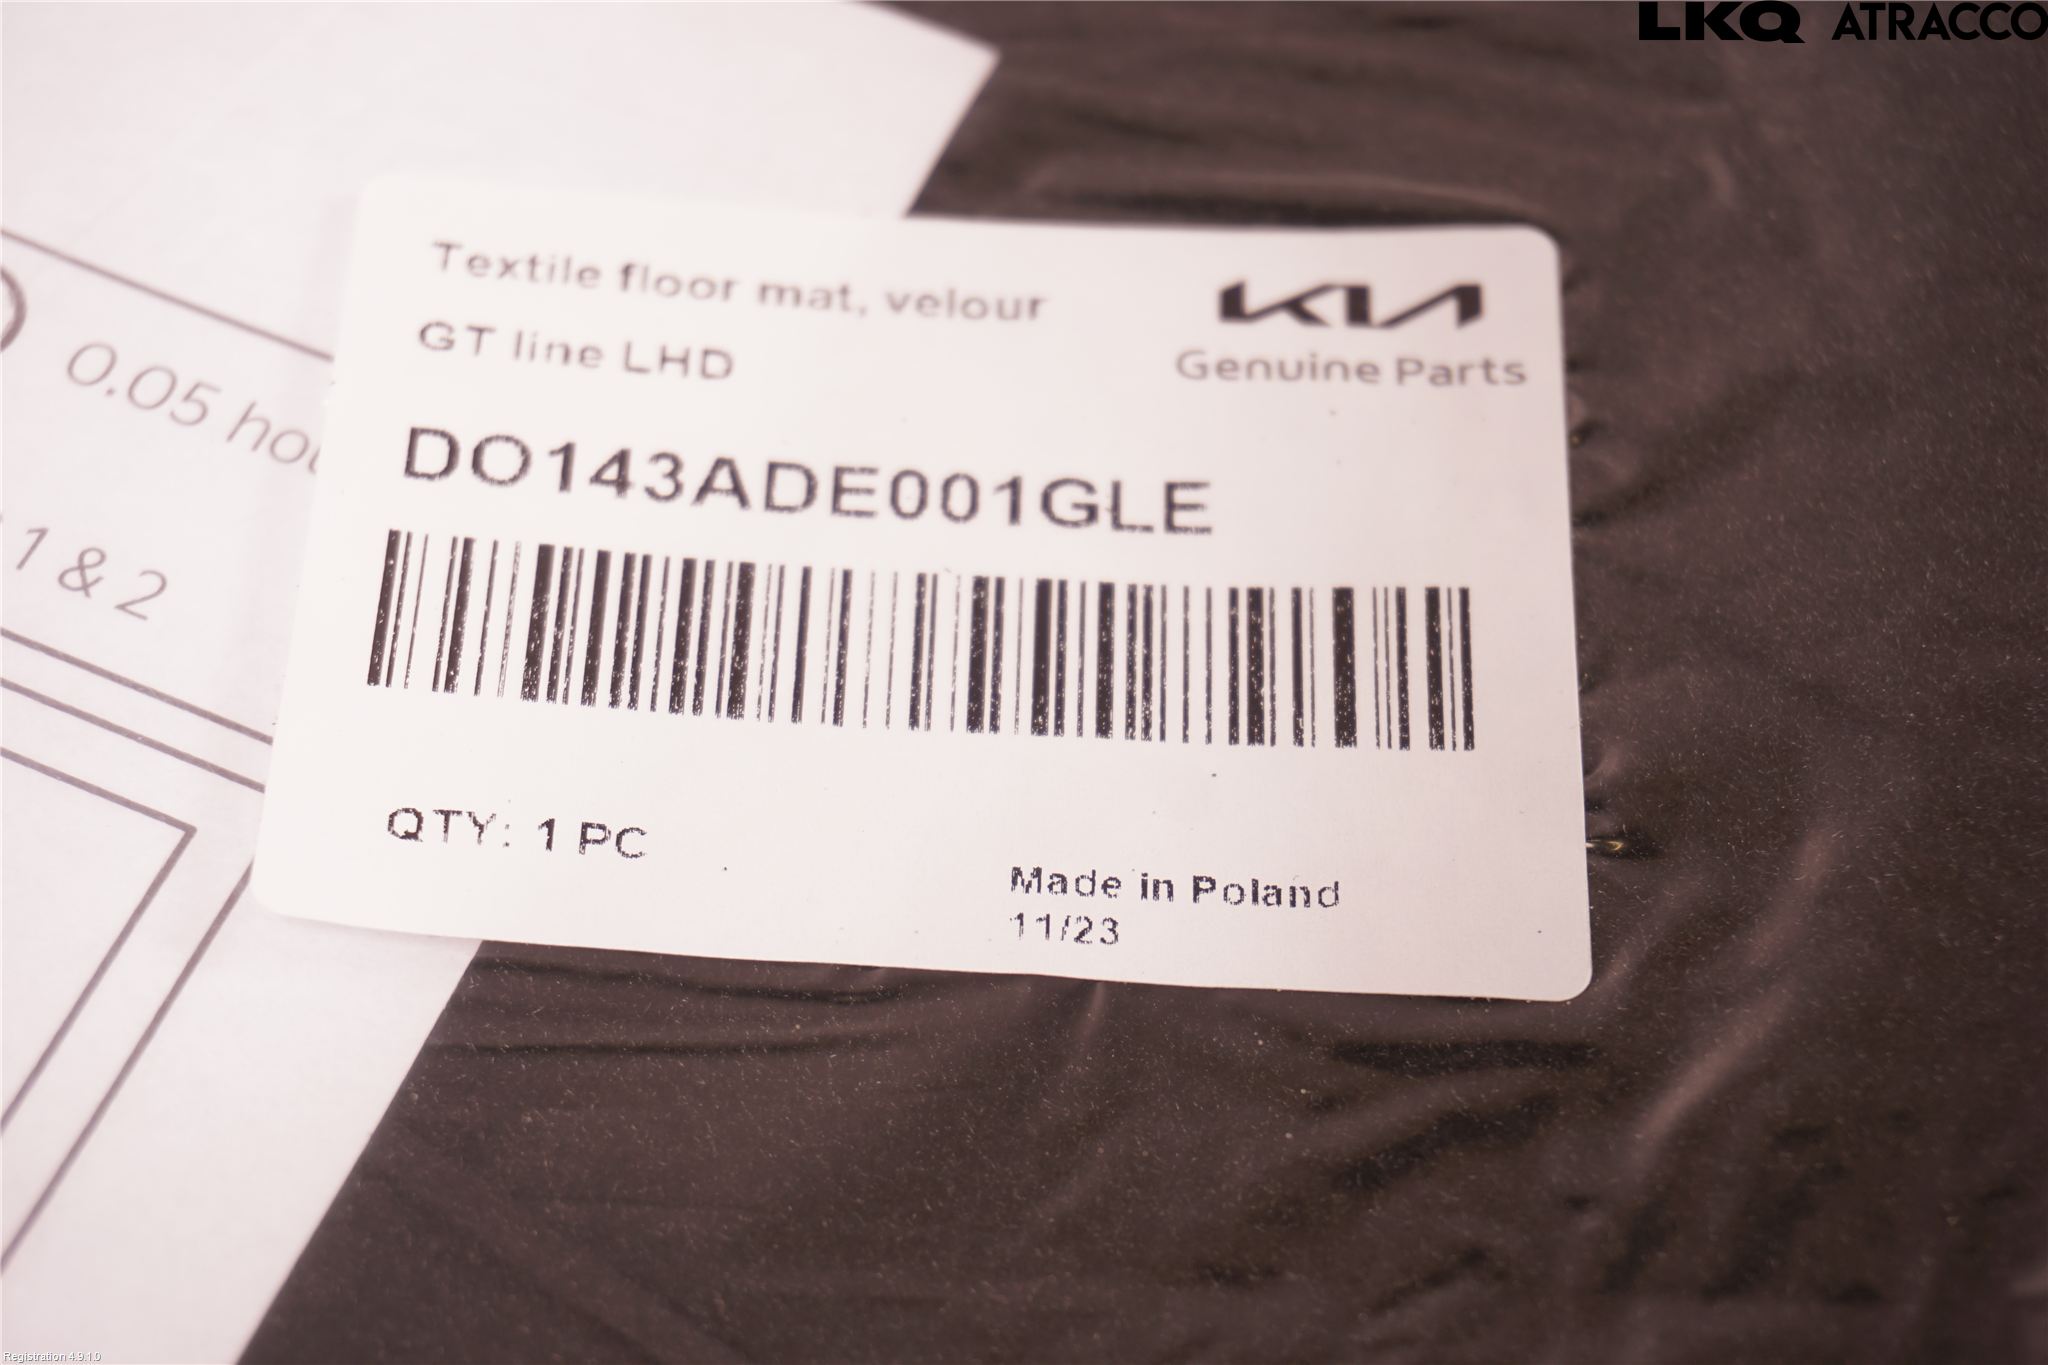 LKQ ATRACCO
Textile floor mat, velour
GT line LHD
KIA
Genuine Parts
DO143ADE001GLE
0.05
1 & 2
QTY: 1 PC
Made in Poland
11/23
Registration 4.9.1.0